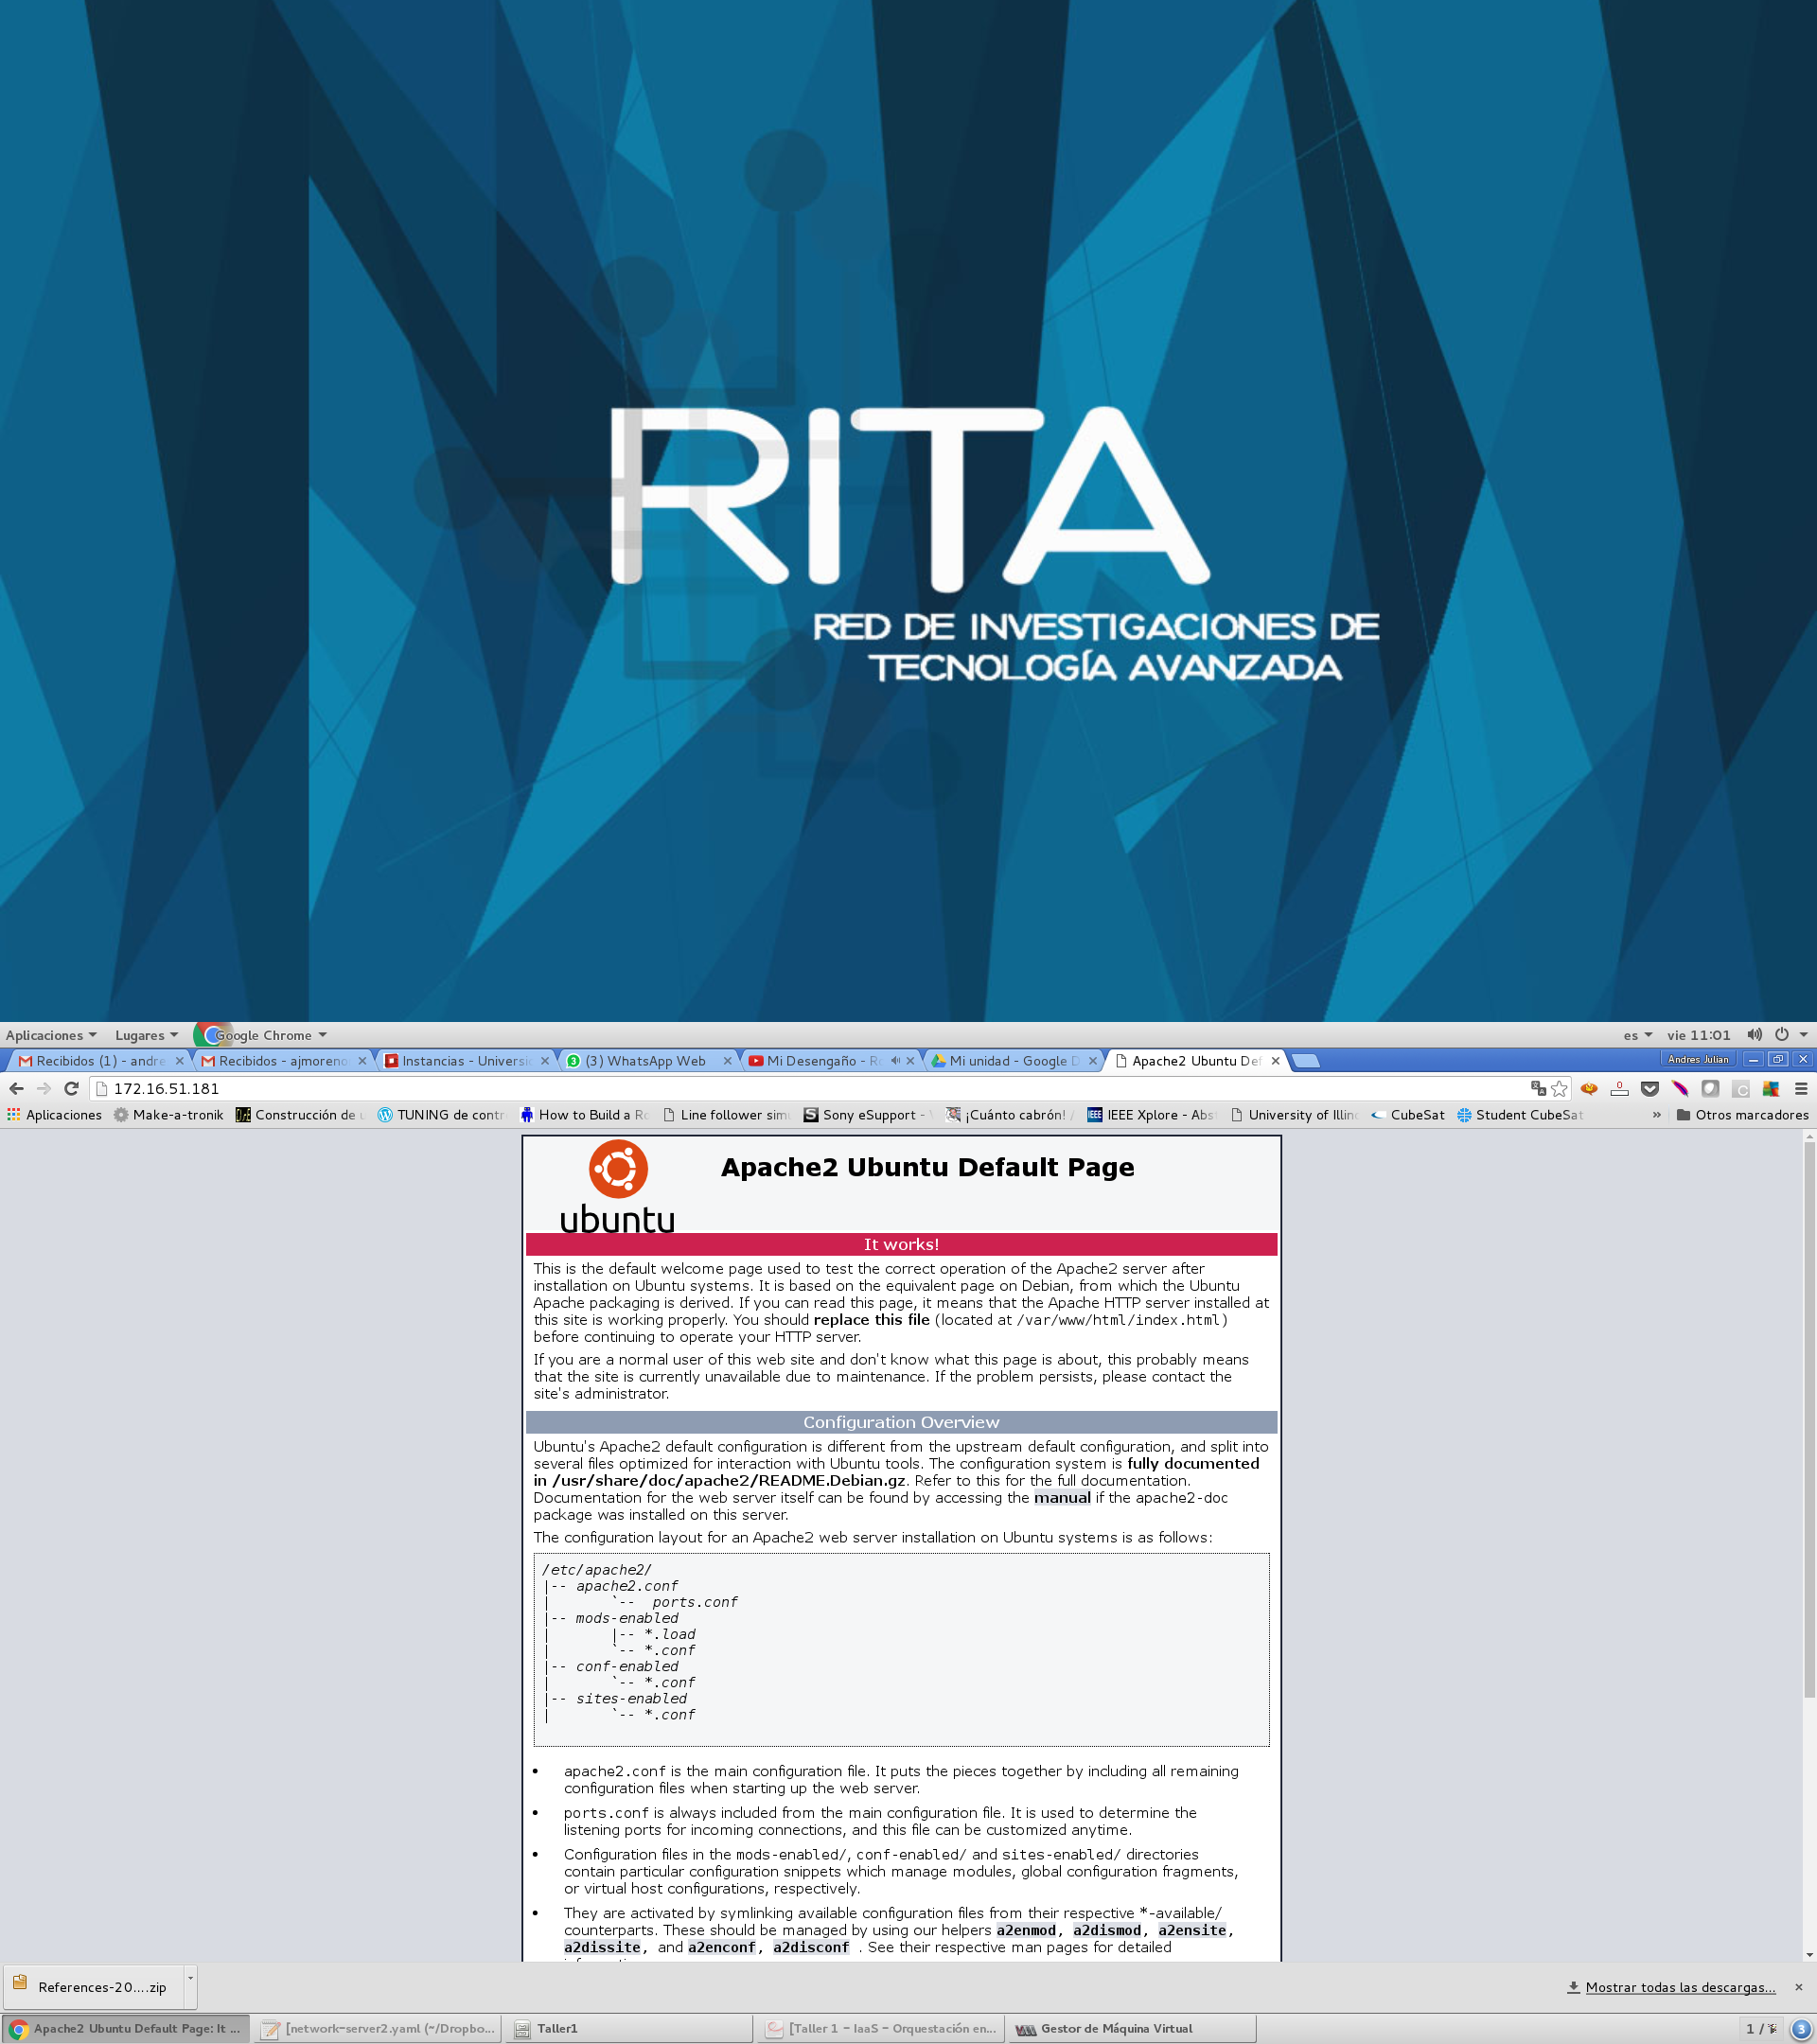 RiTA
RED DE INVESTIGACIONES DE
TECNOLOGÍA AVANZADA
Aplicaciones Lugares Google Chrome es vie 11:01
Recibidos (1) - andre Recibidos - ajmoreno Instancias - Universi (3) WhatsApp Web Mi Desengaño - Ro Mi unidad - Google D Apache2 Ubuntu Def Andres Julian
172.16.51.181
Aplicaciones Make-a-tronik Construcción de TUNING de contr How to Build a Ro Line follower simu Sony eSupport - ¡Cuánto cabrón! / IEEE Xplore - Abs University of Illin CubeSat Student CubeSat » Otros marcadores
ubuntu
Apache2 Ubuntu Default Page
It works!
This is the default welcome page used to test the correct operation of the Apache2 server after
installation on Ubuntu systems. It is based on the equivalent page on Debian, from which the Ubuntu
Apache packaging is derived. If you can read this page, it means that the Apache HTTP server installed at
this site is working properly. You should replace this file (located at /var/www/html/index.html)
before continuing to operate your HTTP server.
If you are a normal user of this web site and don't know what this page is about, this probably means
that the site is currently unavailable due to maintenance. If the problem persists, please contact the
site's administrator.
Configuration Overview
Ubuntu's Apache2 default configuration is different from the upstream default configuration, and split into
several files optimized for interaction with Ubuntu tools. The configuration system is fully documented
in /usr/share/doc/apache2/README.Debian.gz. Refer to this for the full documentation.
Documentation for the web server itself can be found by accessing the manual if the apache2-doc
package was installed on this server.
The configuration layout for an Apache2 web server installation on Ubuntu systems is as follows:
/etc/apache2/
|-- apache2.conf
|       `--  ports.conf
|-- mods-enabled
|       |-- *.load
|       `-- *.conf
|-- conf-enabled
|       `-- *.conf
|-- sites-enabled
|       `-- *.conf
• apache2.conf is the main configuration file. It puts the pieces together by including all remaining
configuration files when starting up the web server.
• ports.conf is always included from the main configuration file. It is used to determine the
listening ports for incoming connections, and this file can be customized anytime.
• Configuration files in the mods-enabled/, conf-enabled/ and sites-enabled/ directories
contain particular configuration snippets which manage modules, global configuration fragments,
or virtual host configurations, respectively.
• They are activated by symlinking available configuration files from their respective *-available/
counterparts. These should be managed by using our helpers a2enmod, a2dismod, a2ensite,
a2dissite, and a2enconf, a2disconf . See their respective man pages for detailed
References-20....zip Mostrar todas las descargas...
Apache2 Ubuntu Default Page: It ... [network-server2.yaml (~/Dropbo... Taller1 [Taller 1 - IaaS - Orquestación en... Gestor de Máquina Virtual 1 / 3